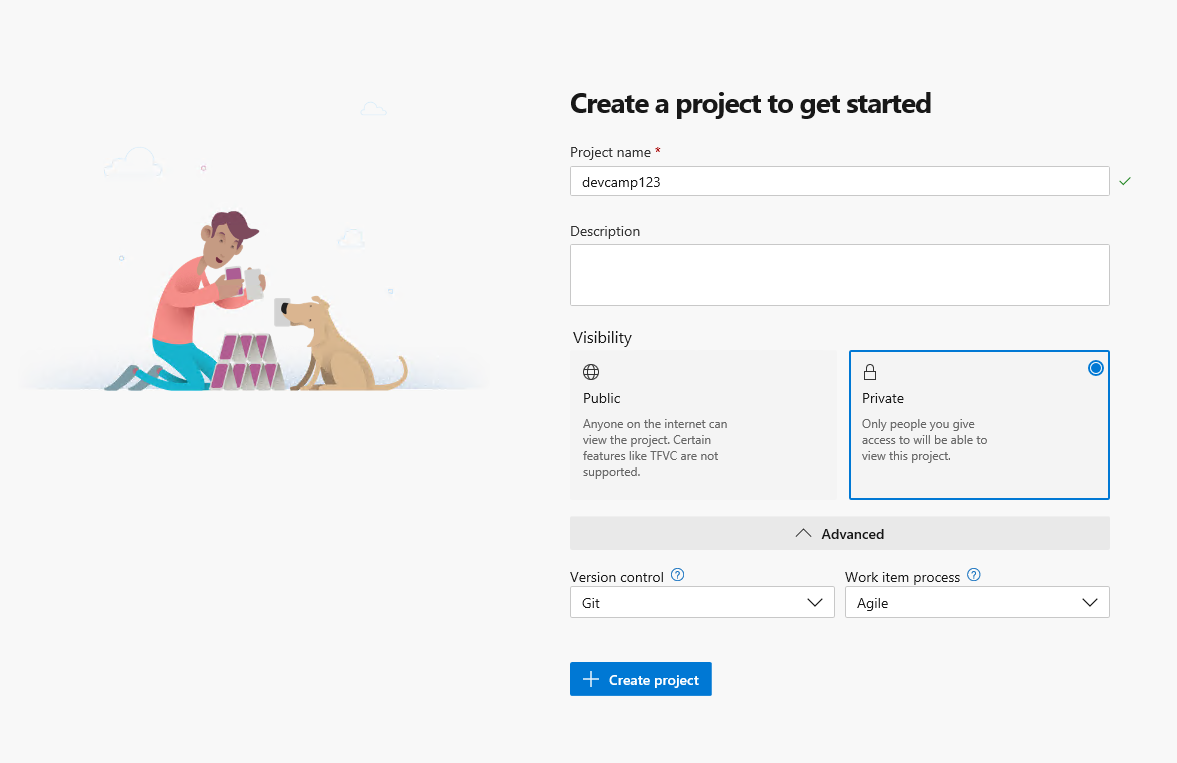 Create a project to get started
Project name *
devcamp123
Description
Visibility
Public
Anyone on the internet can
view the project. Certain
features like TFVC are not
supported.
Private
Only people you give
access to will be able to
view this project.
Advanced
Version control ?
Git
Work item process ?
Agile
Create project